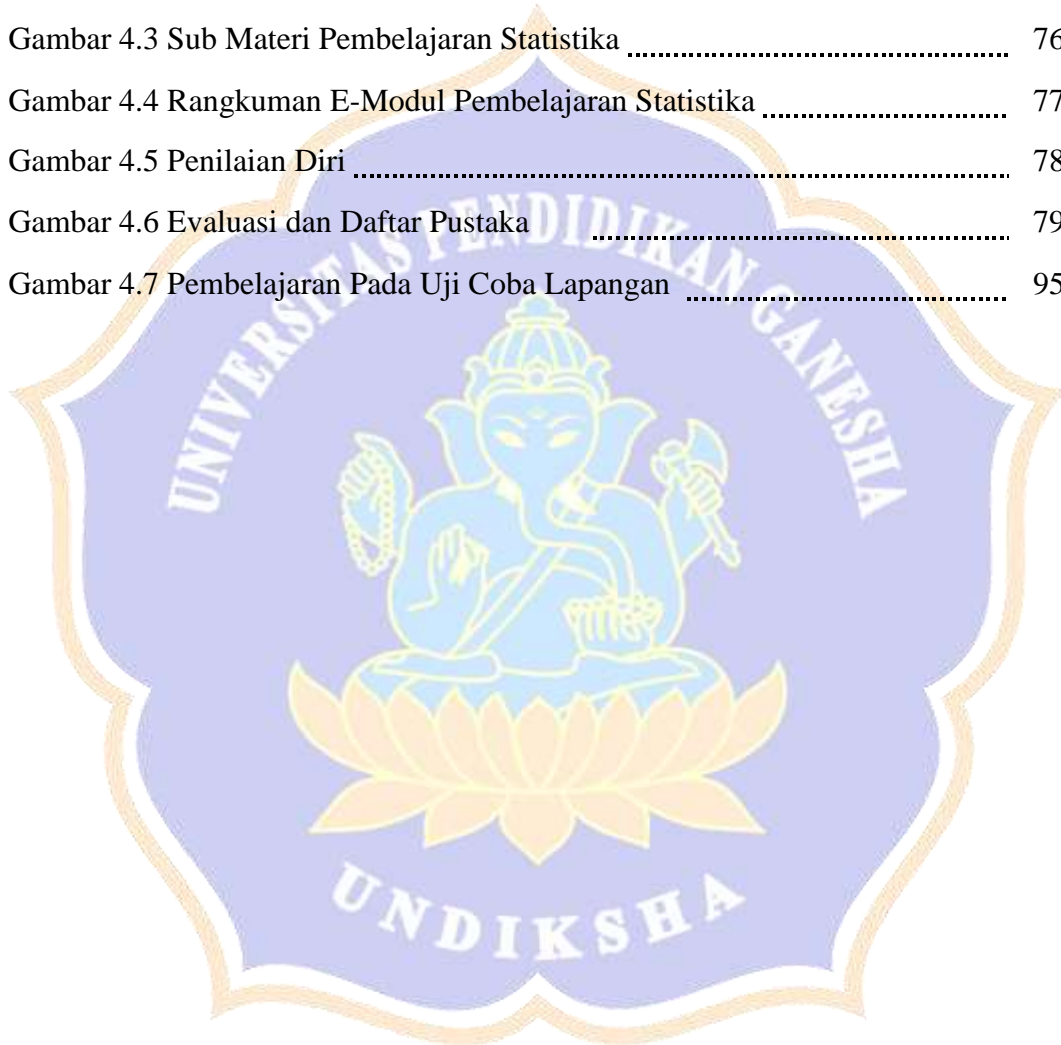 Gambar 4.3 Sub Materi Pembelajaran Statistika ........................................ 76
Gambar 4.4 Rangkuman E-Modul Pembelajaran Statistika .......................... 77
Gambar 4.5 Penilaian Diri ........................................................................ 78
Gambar 4.6 Evaluasi dan Daftar Pustaka ............................................. 79
Gambar 4.7 Pembelajaran Pada Uji Coba Lapangan .................................. 95
UNIVERSITAS PENDIDIKAN GANESHA
UNDIKSHA